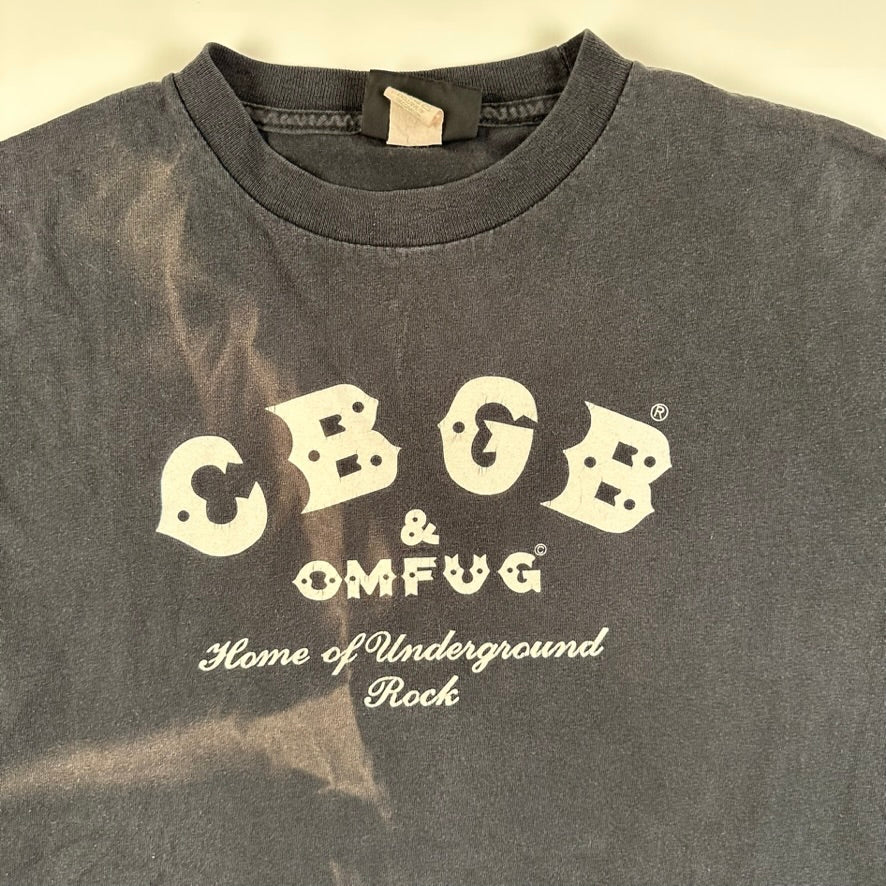 CBGB®
&
OMFUG©
Home of Underground
Rock